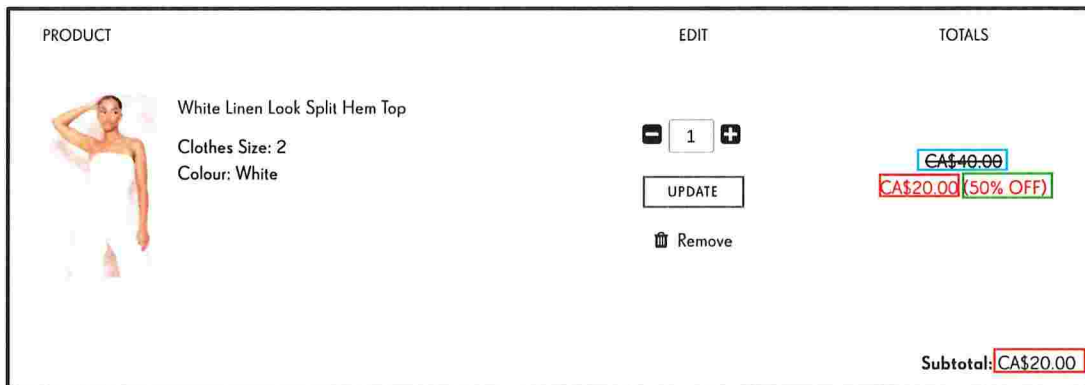 PRODUCT EDIT TOTALS
White Linen Look Split Hem Top
Clothes Size: 2
Colour: White
1
UPDATE
Remove
CA$40.00
CA$20.00 (50% OFF)
Subtotal: CA$20.00